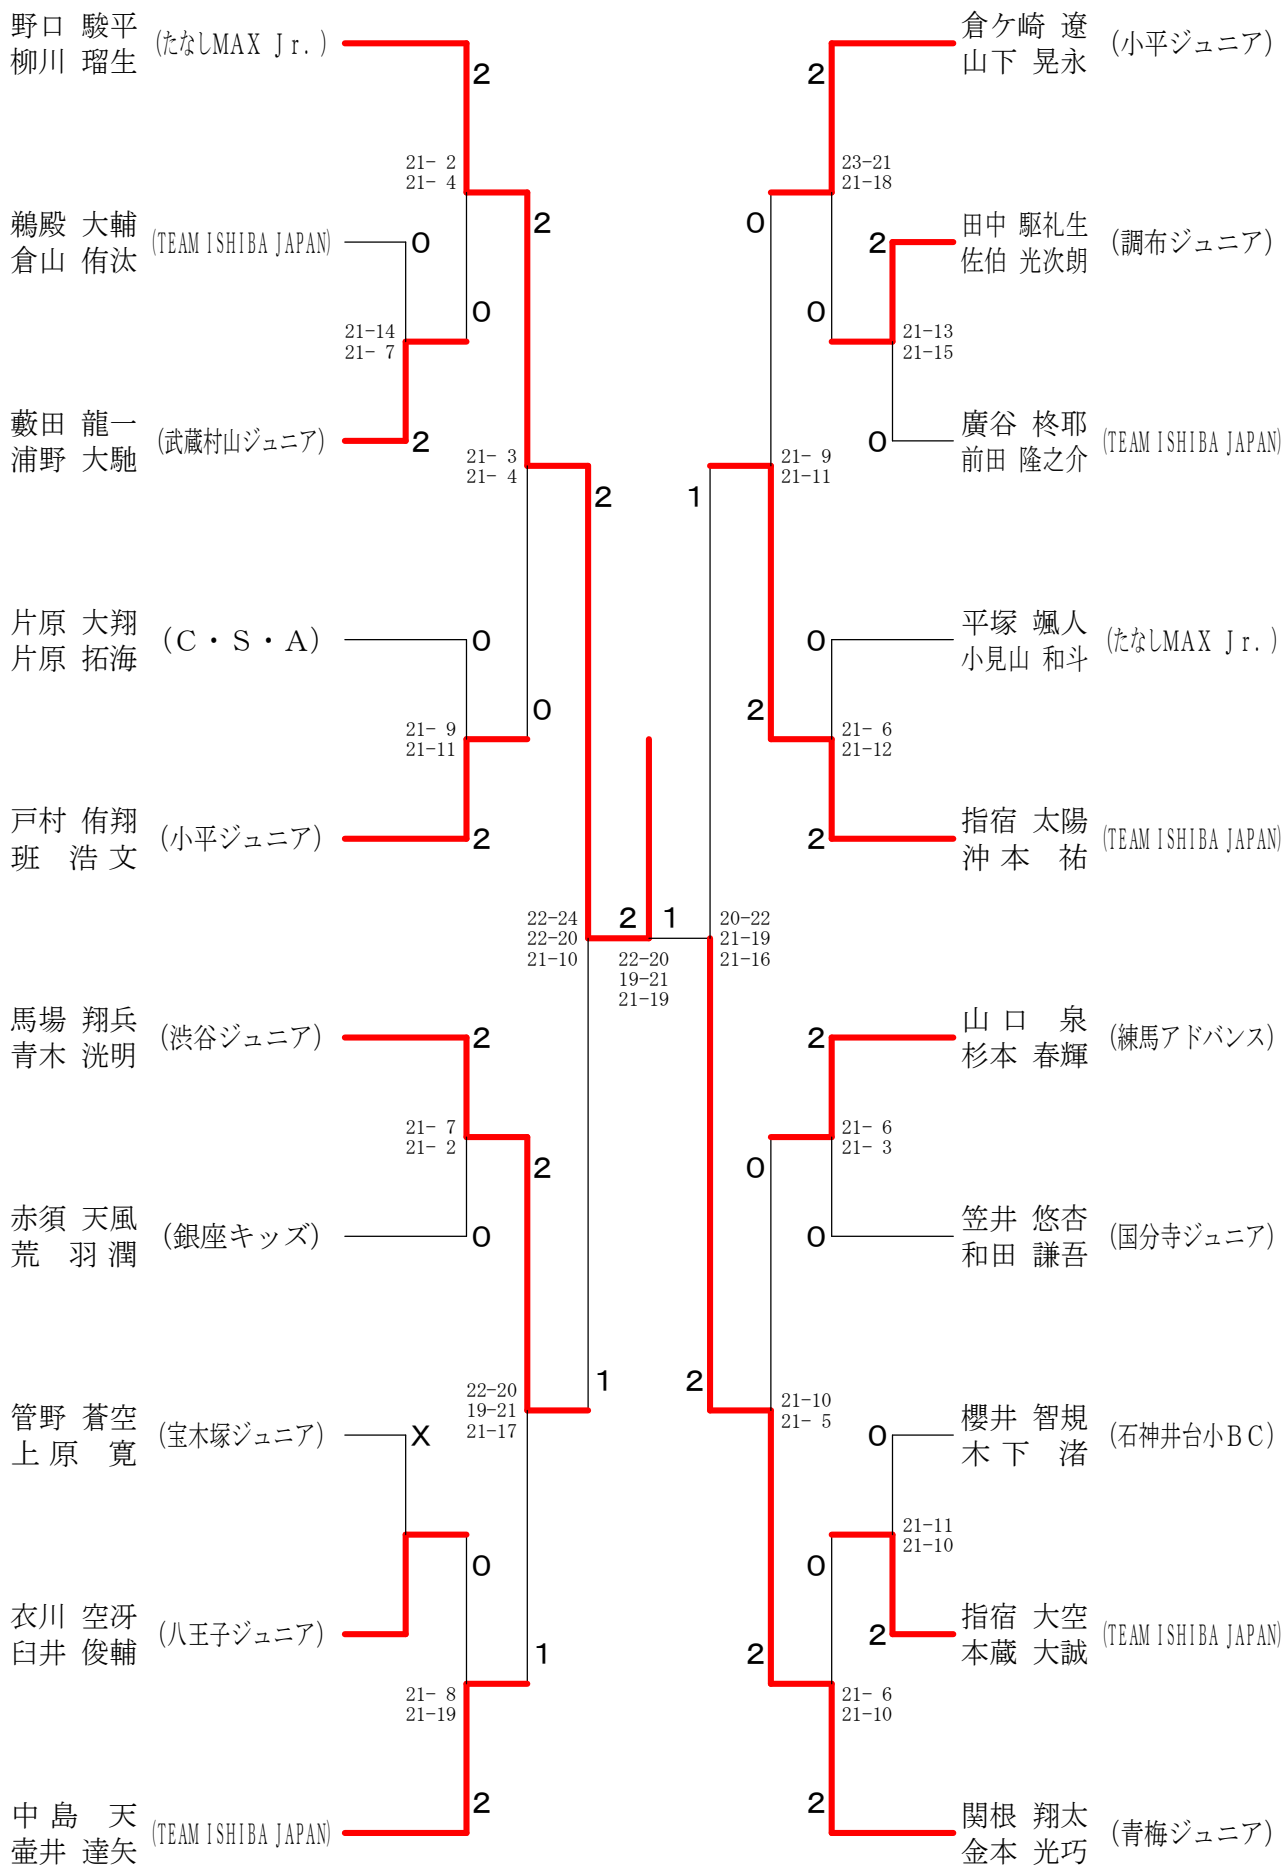 野口 駿平
柳川 瑠生
(たなしMAX Jr.)
2
21- 2
21- 4
2
鵜殿 大輔
倉山 侑汰
(TEAM ISHIBA JAPAN)
0
0
21-14
21- 7
藪田 龍一
浦野 大馳
(武蔵村山ジュニア)
2
21- 3
21- 4
2
片原 大翔
片原 拓海
(C・S・A)
0
0
21- 9
21-11
戸村 侑翔
班 浩文
(小平ジュニア)
2
22-24
22-20
21-10
馬場 翔兵
青木 洸明
(渋谷ジュニア)
2
21- 7
21- 2
2
赤須 天風
荒 羽潤
(銀座キッズ)
0
22-20
19-21
21-17
1
管野 蒼空
上原 寛
(宝木塚ジュニア)
X
0
衣川 空冴
臼井 俊輔
(八王子ジュニア)
1
21- 8
21-19
中島 天
壷井 達矢
(TEAM ISHIBA JAPAN)
2
2
1
22-20
19-21
21-19
倉ケ崎 遼
山下 晃永
(小平ジュニア)
2
23-21
21-18
0
田中 駆礼生
佐伯 光次朗
(調布ジュニア)
2
0
21-13
21-15
廣谷 柊耶
前田 隆之介
(TEAM ISHIBA JAPAN)
0
21- 9
21-11
1
平塚 颯人
小見山 和斗
(たなしMAX Jr.)
0
2
21- 6
21-12
指宿 太陽
沖本 祐
(TEAM ISHIBA JAPAN)
2
20-22
21-19
21-16
山口 泉
杉本 春輝
(練馬アドバンス)
2
21- 6
21- 3
0
笠井 悠杏
和田 謙吾
(国分寺ジュニア)
0
2
21-10
21- 5
櫻井 智規
木下 渚
(石神井台小BC)
0
21-11
21-10
0
指宿 大空
本蔵 大誠
(TEAM ISHIBA JAPAN)
2
2
21- 6
21-10
関根 翔太
金本 光巧
(青梅ジュニア)
2